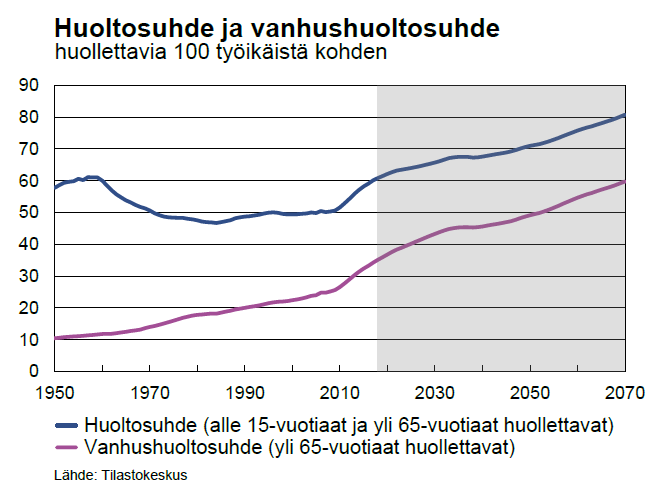 Huoltosuhde ja vanhushuoltosuhde
huollettavia 100 työikäistä kohden
90
80
70
60
50
40
30
20
10
0
1950 1970 1990 2010 2030 2050 2070
Huoltosuhde (alle 15-vuotiaat ja yli 65-vuotiaat huollettavat)
Vanhushuoltosuhde (yli 65-vuotiaat huollettavat)
Lähde: Tilastokeskus